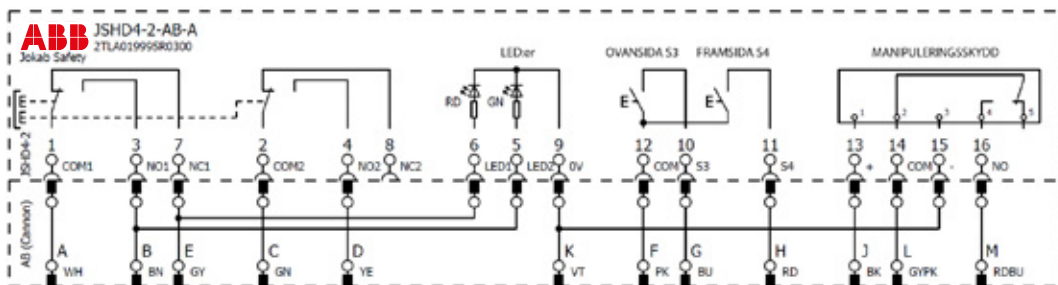 ABB JSHD4-2-AB-A
2TLA019995R0300
Jokab Safety
LED:er OVANSIDA S3 FRAMSIDA S4 MANIPULERINGSSKYDD
RD GN E E
1 2 3 4 5
JSHD4-2
1 3 7 2 4 8 6 5 9 12 10 11 13 14 15 16
COM1 NO1 NC1 COM2 NO2 NC2 LED1 LED2 0V COM S3 S4 + COM - NO
AB (Cannon)
A B E C D K F G H J L M
WH BN GY GN YE VT PK BU RD BK GYPK RDBU